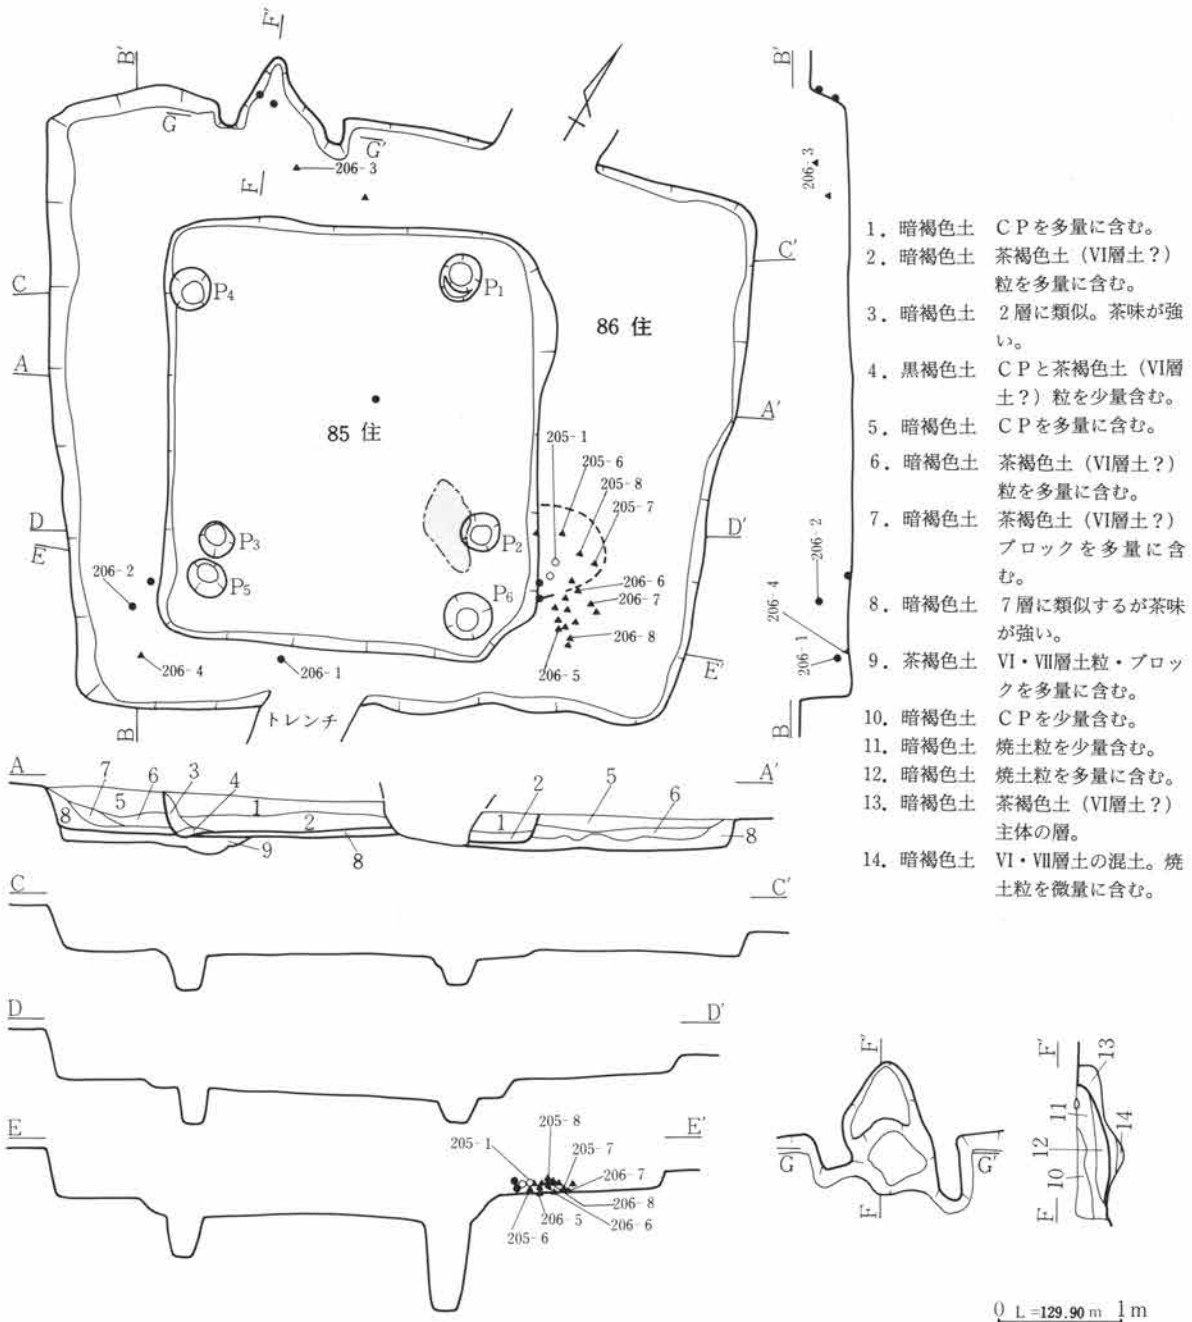 F'
B'
B'
G
G'
206-3
F
206-3
C
C'
P4
P1
86 住
A
A'
85 住
205-1
205-6
205-8
205-7
D
D'
E
P3
P2
206-2
P5
P6
206-6
206-7
206-2
206-8
206-4
206-4
206-1
206-5
E'
206-1
トレンチ
B
B
1. 暗褐色土 CPを多量に含む。
2. 暗褐色土 茶褐色土（VI層土？）
粒を多量に含む。
3. 暗褐色土 2層に類似。茶味が強
い。
4. 黒褐色土 CPと茶褐色土（VI層
土？）粒を少量含む。
5. 暗褐色土 CPを多量に含む。
6. 暗褐色土 茶褐色土（VI層土？）
粒を多量に含む。
7. 暗褐色土 茶褐色土（VI層土？）
ブロックを多量に含
む。
8. 暗褐色土 7層に類似するが茶味
が強い。
9. 茶褐色土 VI・VII層土粒・ブロッ
クを多量に含む。
10. 暗褐色土 CPを少量含む。
11. 暗褐色土 焼土粒を少量含む。
12. 暗褐色土 焼土粒を多量に含む。
13. 暗褐色土 茶褐色土（VI層土？）
主体の層。
14. 暗褐色土 VI・VII層土の混土。焼
土粒を微量に含む。
A
A'
7 6 3 4 5 2 6
8 5 1 2 1 8
9 8
C
C'
D
D'
E
E'
205-1
205-8
205-7
206-7
206-8
206-5
206-6
205-6
F'
G
G'
F
F'
13
11
14
12
10
F
0 L=129.90m 1m